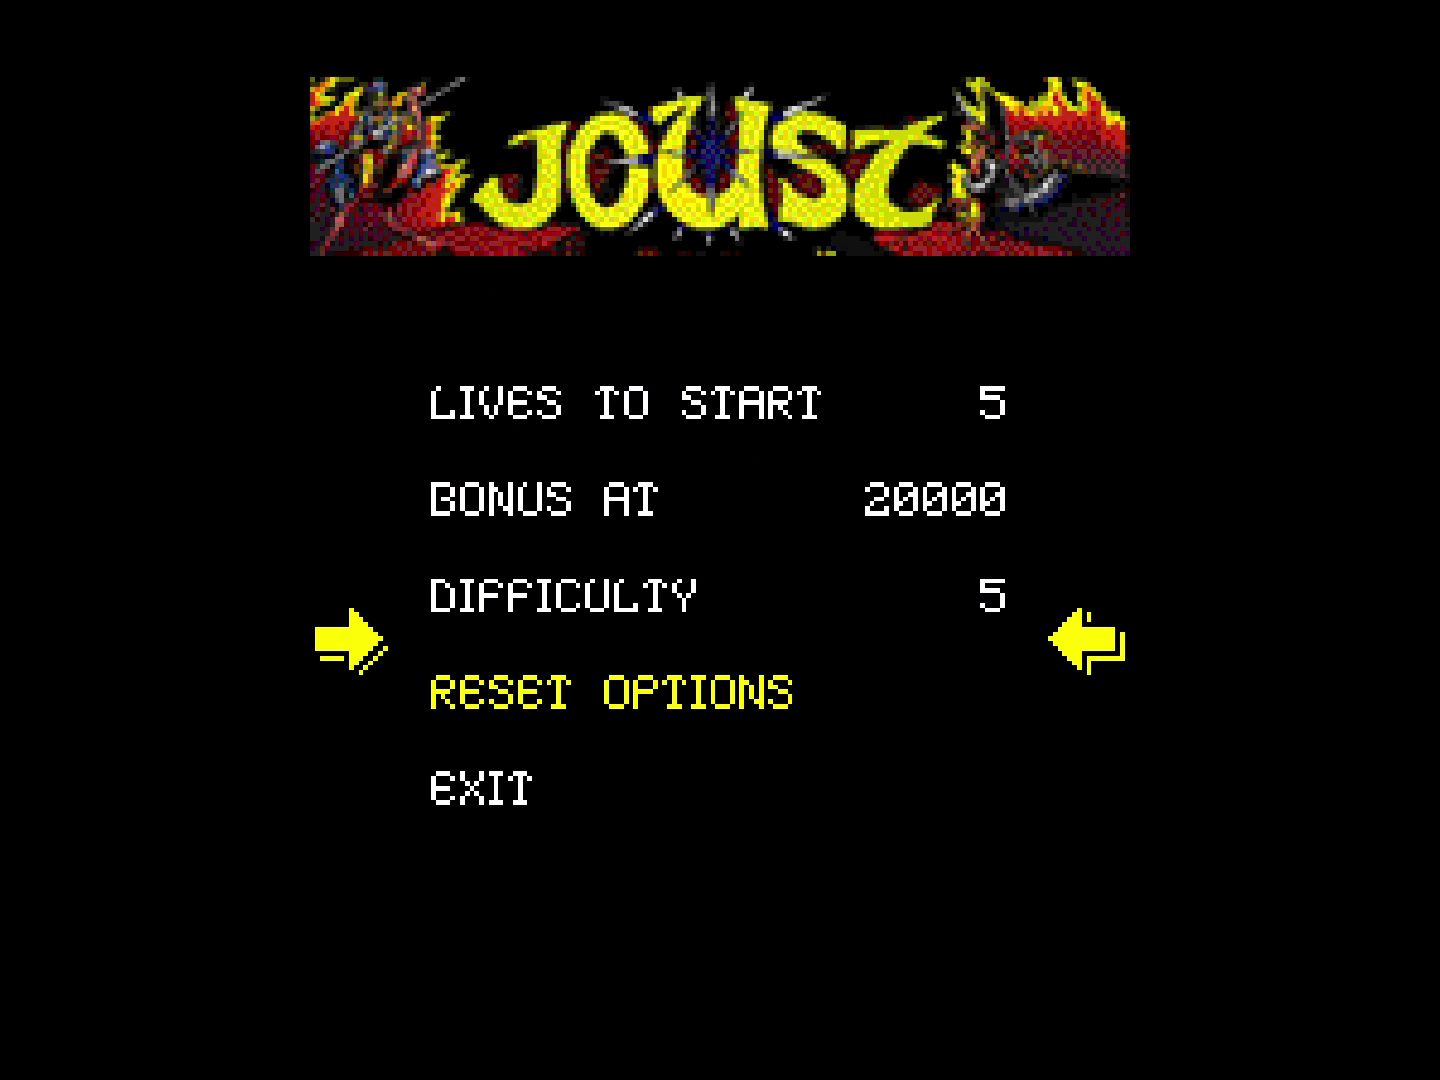 JOUST
LIVES TO START 5
BONUS AT 20000
DIFFICULTY 5
RESET OPTIONS
EXIT